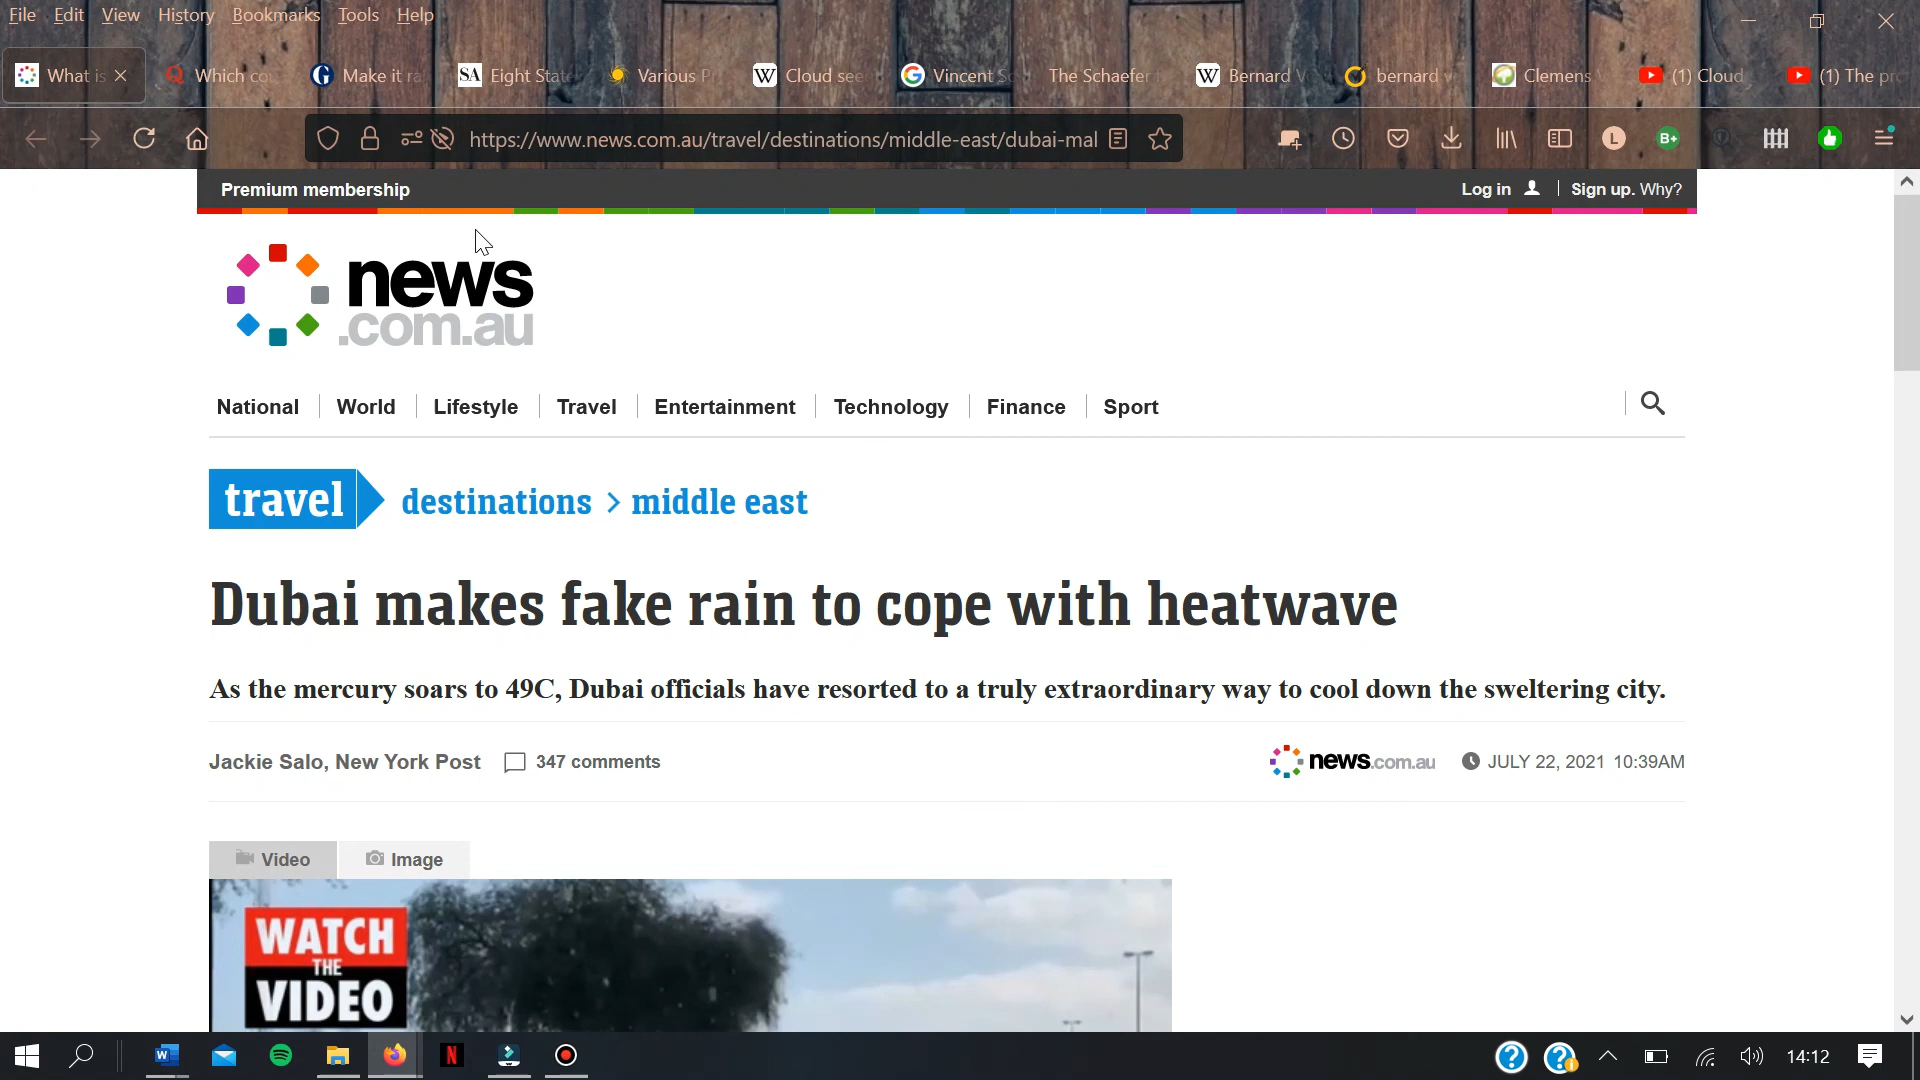 File Edit View History Bookmarks Tools Help
What is Which co Make it ra SA Eight State Various P W Cloud see Vincent Sc The Schaefer W Bernard Vo bernard v Clemens (1) Cloud (1) The pr
https://www.news.com.au/travel/destinations/middle-east/dubai-mal L B+
Premium membership Log in Sign up. Why?
news
.com.au
National World Lifestyle Travel Entertainment Technology Finance Sport
travel destinations > middle east
Dubai makes fake rain to cope with heatwave
As the mercury soars to 49C, Dubai officials have resorted to a truly extraordinary way to cool down the sweltering city.
Jackie Salo, New York Post 347 comments news.com.au JULY 22, 2021 10:39AM
Video Image
WATCH
THE
VIDEO
14:12